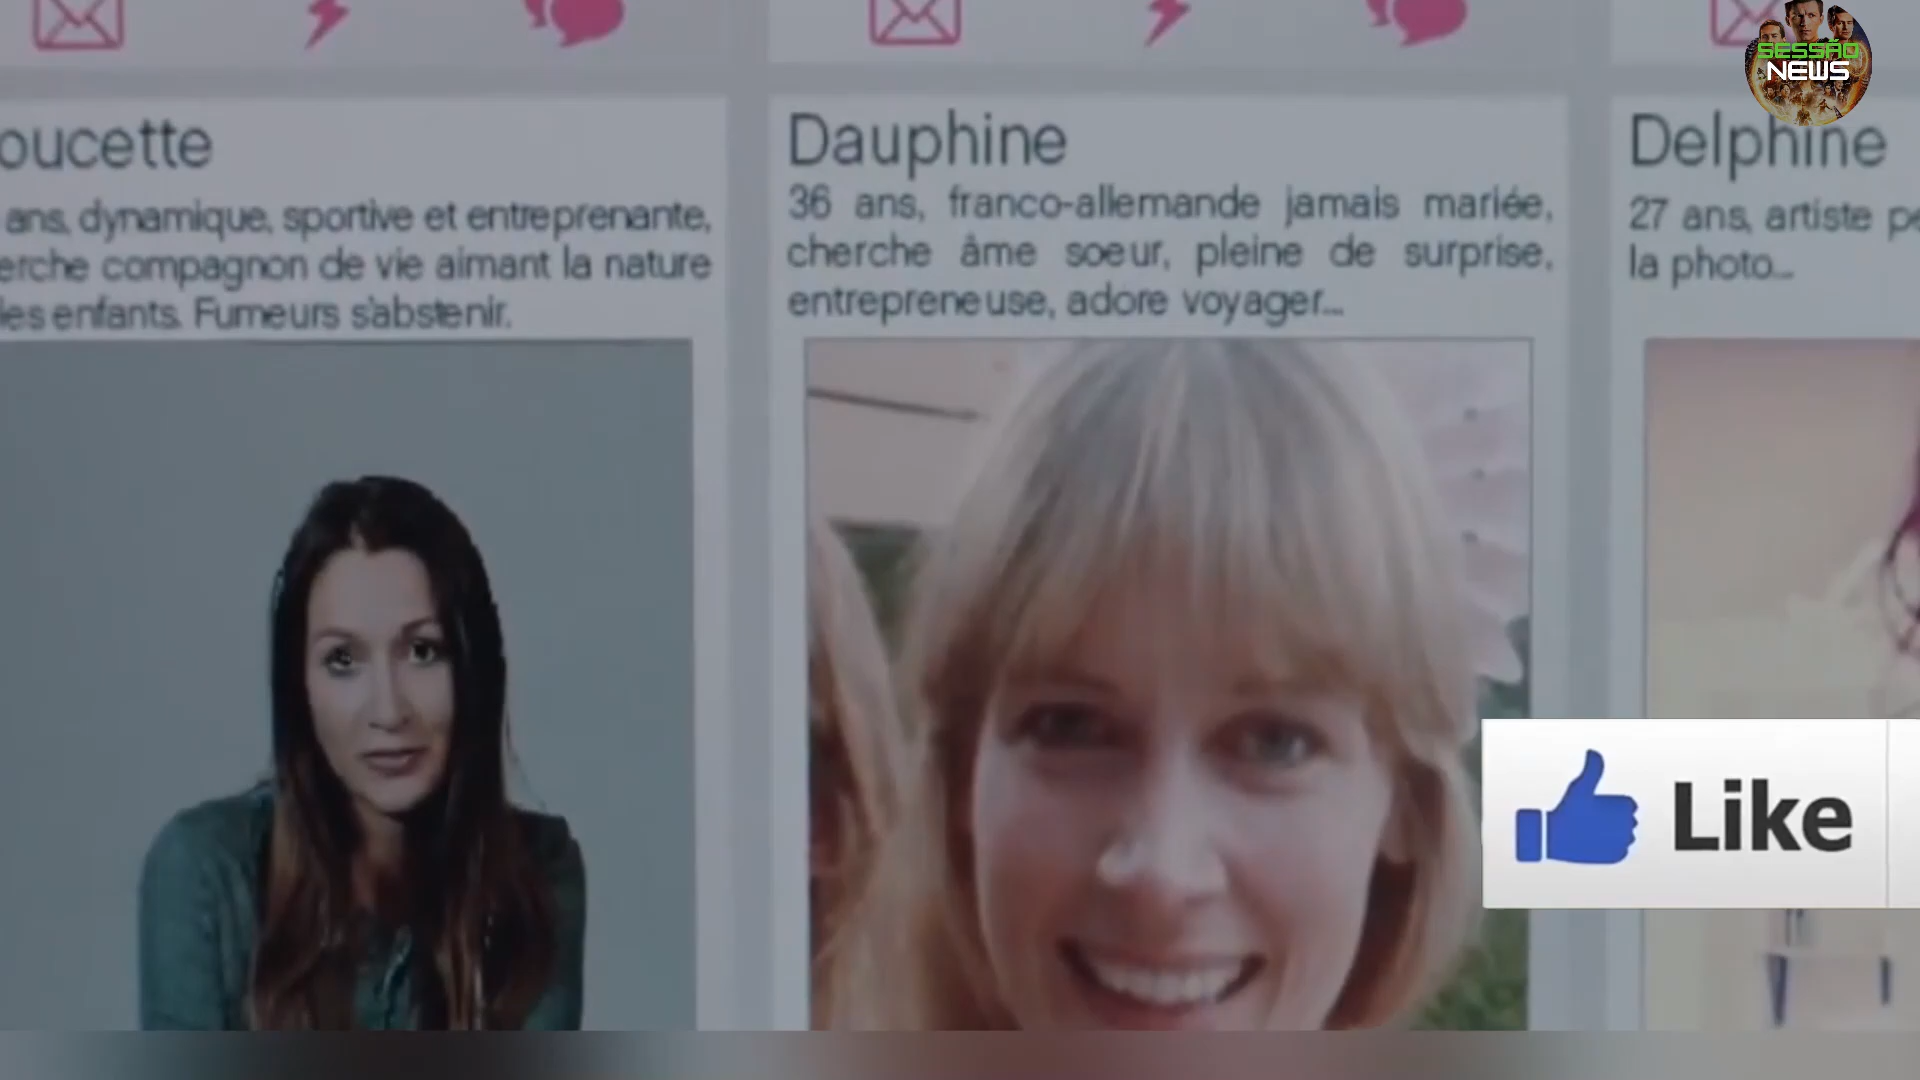 SESSÃO
NEWS
oucette
ans, dynamique, sportive et entreprenante,
erche compagnon de vie aimant la nature
les enfants. Fumeurs s'abstenir.
Dauphine
36 ans, franco-allemande jamais mariée,
cherche âme soeur, pleine de surprise,
entrepreneuse, adore voyager...
Delphine
27 ans, artiste pe
la photo...
Like